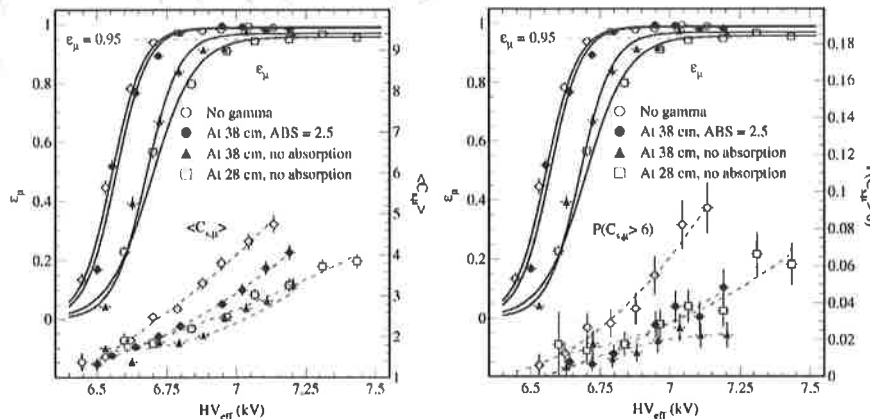 ε_μ
ε_μ = 0.95
1
0.8
0.6
0.4
0.2
0
ε_μ
No gamma
At 38 cm, ABS = 2.5
At 38 cm, no absorption
At 28 cm, no absorption
<C_s,μ>
9
8
7
6
5
4
3
2
1
<C_s,μ>
6.5
6.75
7
7.25
7.5
HV_eff (kV)
ε_μ
ε_μ = 0.95
1
0.8
0.6
0.4
0.2
0
ε_μ
No gamma
At 38 cm, ABS = 2.5
At 38 cm, no absorption
At 28 cm, no absorption
P(C_s,μ > 6)
0.18
0.16
0.14
0.12
0.1
0.08
0.06
0.04
0.02
0
P(C_s,μ>6)
6.5
6.75
7
7.25
7.5
HV_eff (kV)